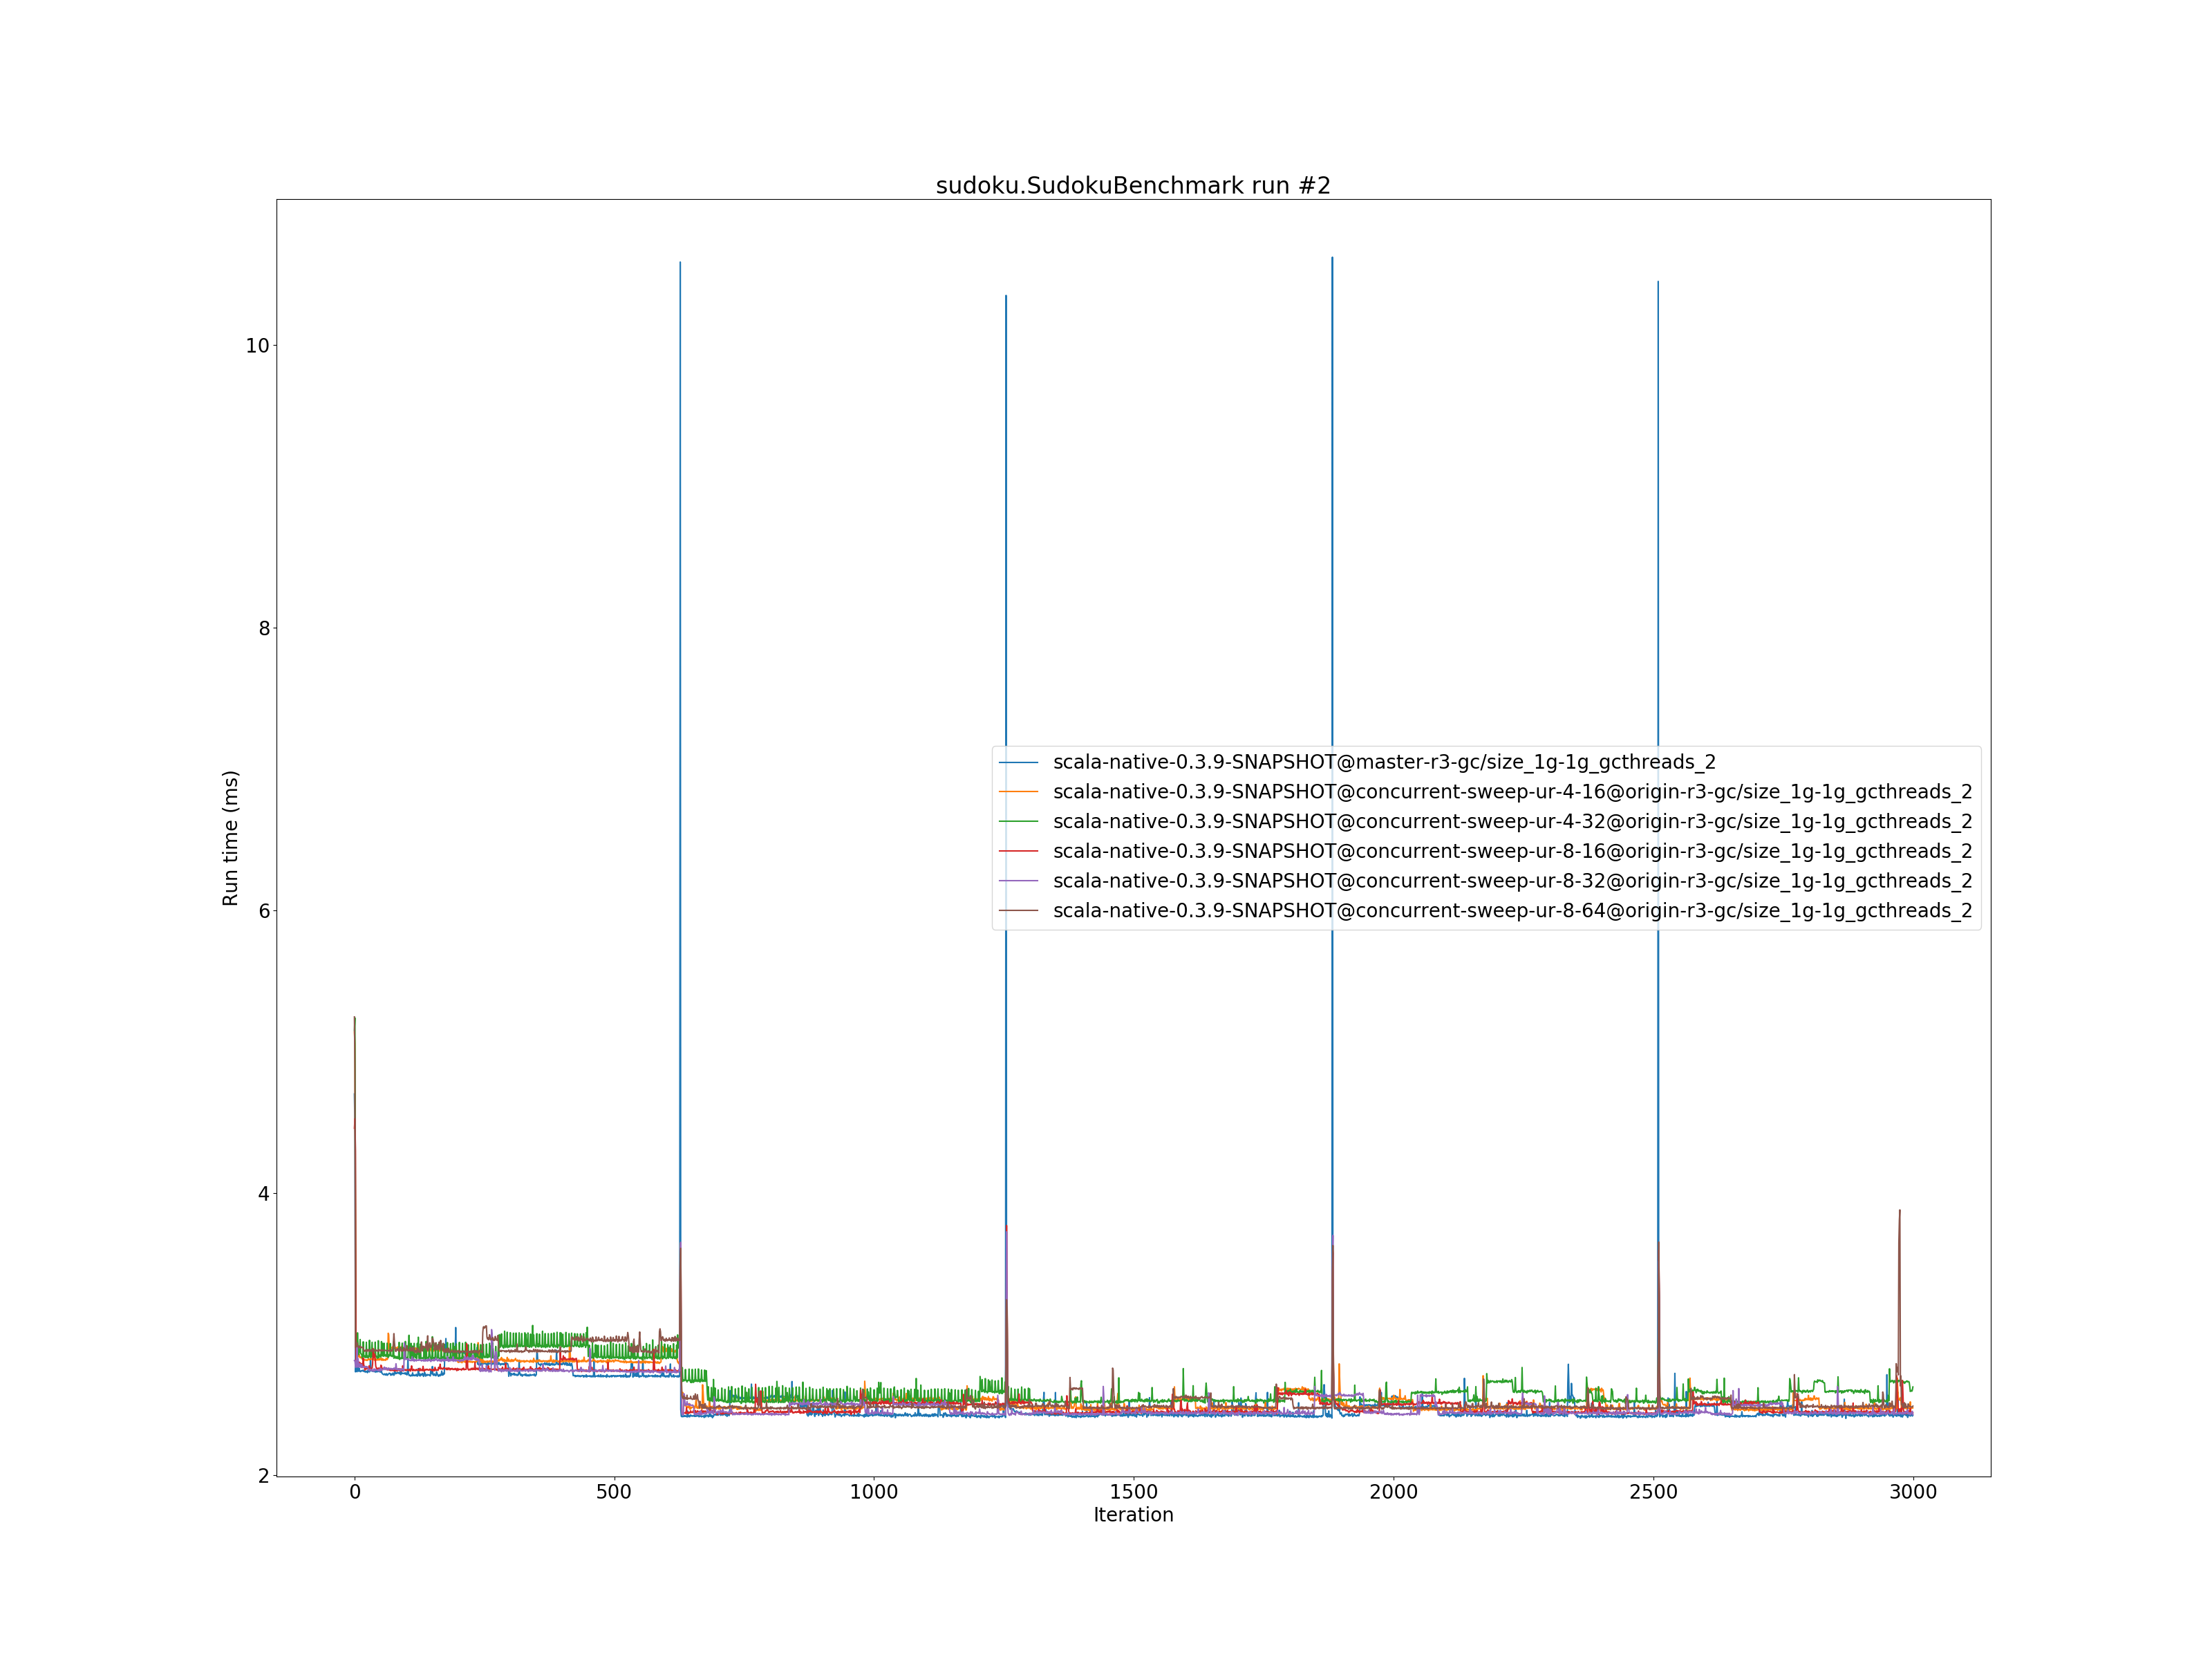 sudoku.SudokuBenchmark run #2
Run time (ms)
10
8
6
4
2
scala-native-0.3.9-SNAPSHOT@master-r3-gc/size_1g-1g_gcthreads_2
scala-native-0.3.9-SNAPSHOT@concurrent-sweep-ur-4-16@origin-r3-gc/size_1g-1g_gcthreads_2
scala-native-0.3.9-SNAPSHOT@concurrent-sweep-ur-4-32@origin-r3-gc/size_1g-1g_gcthreads_2
scala-native-0.3.9-SNAPSHOT@concurrent-sweep-ur-8-16@origin-r3-gc/size_1g-1g_gcthreads_2
scala-native-0.3.9-SNAPSHOT@concurrent-sweep-ur-8-32@origin-r3-gc/size_1g-1g_gcthreads_2
scala-native-0.3.9-SNAPSHOT@concurrent-sweep-ur-8-64@origin-r3-gc/size_1g-1g_gcthreads_2
0 500 1000 1500 2000 2500 3000
Iteration